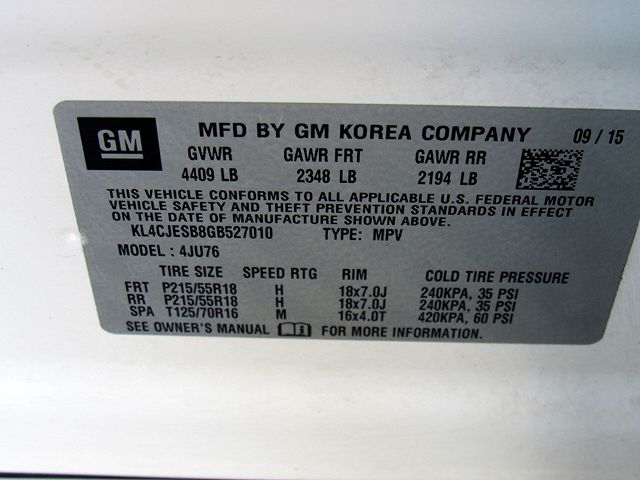 GM MFD BY GM KOREA COMPANY 09 / 15
GVWR GAWR FRT GAWR RR
4409 LB 2348 LB 2194 LB
THIS VEHICLE CONFORMS TO ALL APPLICABLE U.S. FEDERAL MOTOR
VEHICLE SAFETY AND THEFT PREVENTION STANDARDS IN EFFECT
ON THE DATE OF MANUFACTURE SHOWN ABOVE.
KL4CJESB8GB527010 TYPE: MPV
MODEL : 4JU76
TIRE SIZE SPEED RTG RIM COLD TIRE PRESSURE
FRT P215/55R18 H 18x7.0J 240KPA, 35 PSI
RR P215/55R18 H 18x7.0J 240KPA, 35 PSI
SPA T125/70R16 M 16x4.0T 420KPA, 60 PSI
SEE OWNER'S MANUAL FOR MORE INFORMATION.